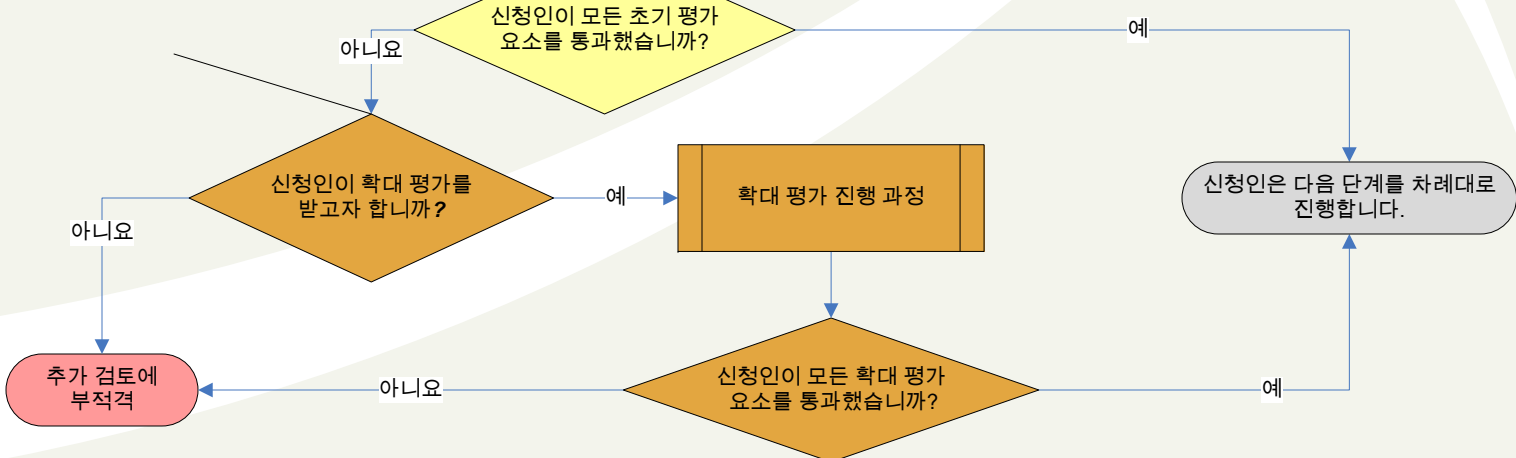 신청인이 모든 초기 평가
요소를 통과했습니까?
아니요
예
신청인이 확대 평가를
받고자 합니까?
예
확대 평가 진행 과정
신청인은 다음 단계를 차례대로
진행합니다.
아니요
추가 검토에
부적격
아니요
신청인이 모든 확대 평가
요소를 통과했습니까?
예